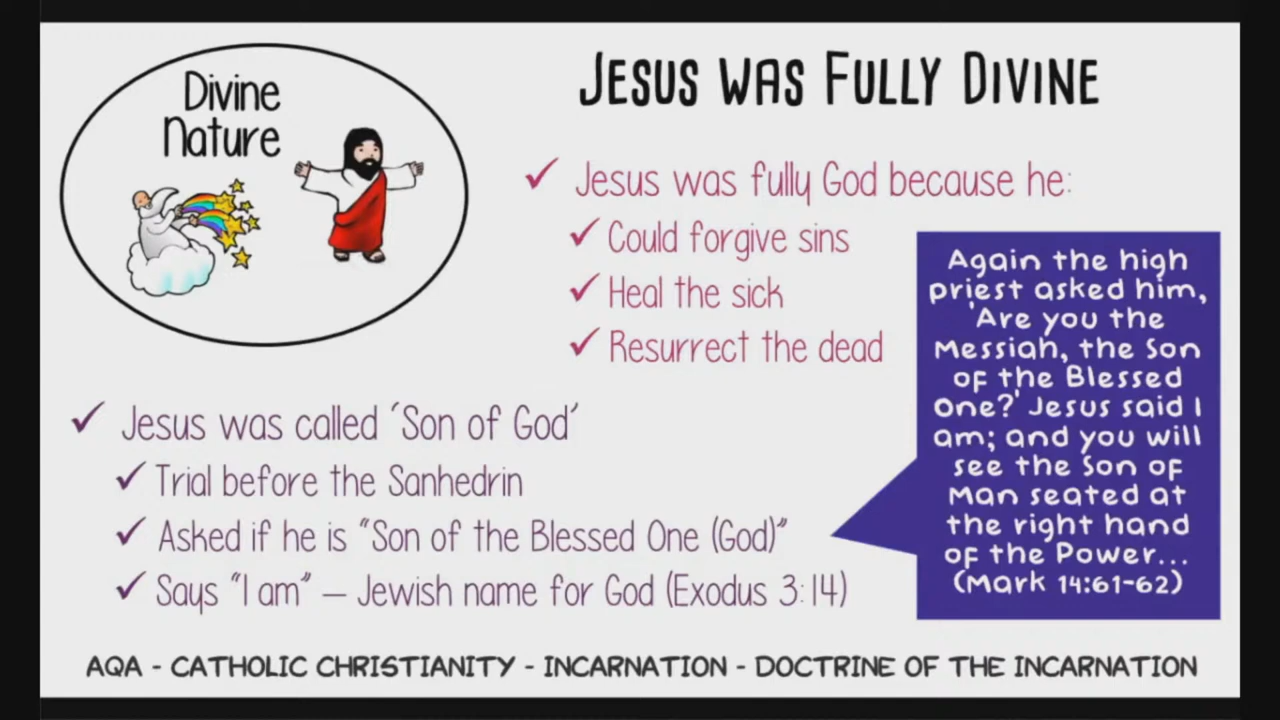 Divine
Nature
JESUS WAS FULLY DIVINE
Jesus was fully God because he:
Could forgive sins
Heal the sick
Resurrect the dead
Again the high
priest asked him,
'Are you the
Messiah, the Son
of the Blessed
One?' Jesus said I
am; and you will
see the Son of
Man seated at
the right hand
of the Power...
(Mark 14:61-62)
Jesus was called ‘Son of God’
Trial before the Sanhedrin
Asked if he is “Son of the Blessed One (God)”
Says “I am” – Jewish name for God (Exodus 3:14)
AQA - CATHOLIC CHRISTIANITY - INCARNATION - DOCTRINE OF THE INCARNATION